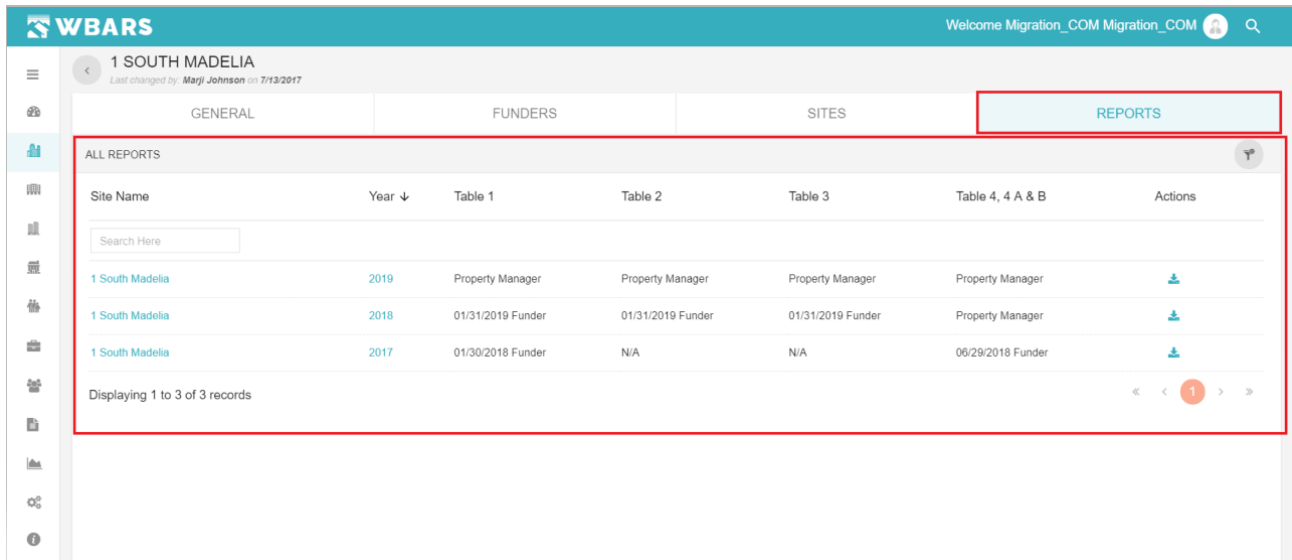 WBARS
Welcome Migration_COM Migration_COM
1 SOUTH MADELIA
Last changed by: Marji Johnson on 7/13/2017
GENERAL FUNDERS SITES REPORTS
ALL REPORTS
Site Name Year Table 1 Table 2 Table 3 Table 4, 4 A & B Actions
Search Here
1 South Madelia 2019 Property Manager Property Manager Property Manager Property Manager
1 South Madelia 2018 01/31/2019 Funder 01/31/2019 Funder 01/31/2019 Funder Property Manager
1 South Madelia 2017 01/30/2018 Funder N/A N/A 06/29/2018 Funder
Displaying 1 to 3 of 3 records « < 1 > »